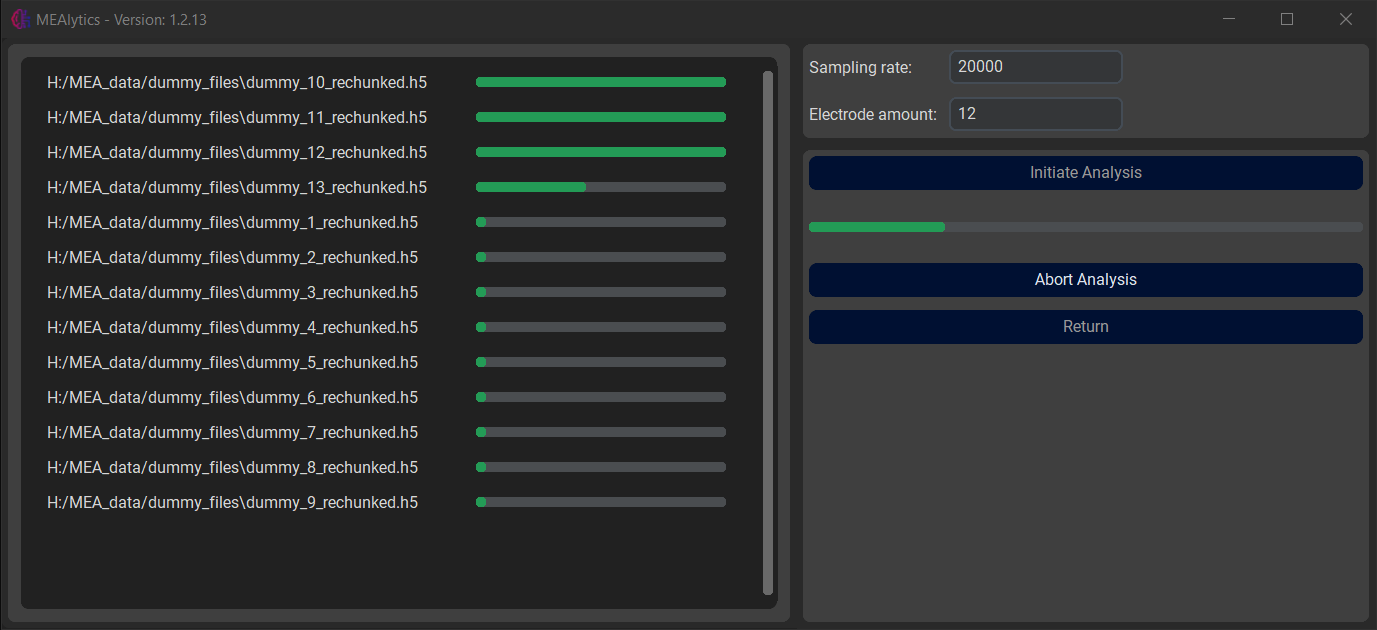 MEAlytics - Version: 1.2.13
H:/MEA_data/dummy_files\dummy_10_rechunked.h5
H:/MEA_data/dummy_files\dummy_11_rechunked.h5
H:/MEA_data/dummy_files\dummy_12_rechunked.h5
H:/MEA_data/dummy_files\dummy_13_rechunked.h5
H:/MEA_data/dummy_files\dummy_1_rechunked.h5
H:/MEA_data/dummy_files\dummy_2_rechunked.h5
H:/MEA_data/dummy_files\dummy_3_rechunked.h5
H:/MEA_data/dummy_files\dummy_4_rechunked.h5
H:/MEA_data/dummy_files\dummy_5_rechunked.h5
H:/MEA_data/dummy_files\dummy_6_rechunked.h5
H:/MEA_data/dummy_files\dummy_7_rechunked.h5
H:/MEA_data/dummy_files\dummy_8_rechunked.h5
H:/MEA_data/dummy_files\dummy_9_rechunked.h5
Sampling rate: 20000
Electrode amount: 12
Initiate Analysis
Abort Analysis
Return